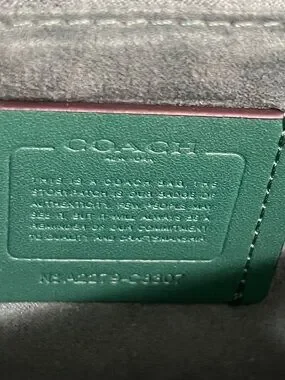 COACH
NEW YORK
THIS IS A COACH BAG. THE
STORYPATCH IS OUR BADGE OF
AUTHENTICITY. FEW PEOPLE MAY
SEE IT, BUT IT WILL ALWAYS BE A
REMINDER OF OUR COMMITMENT
TO QUALITY AND CRAFTSMANSHIP